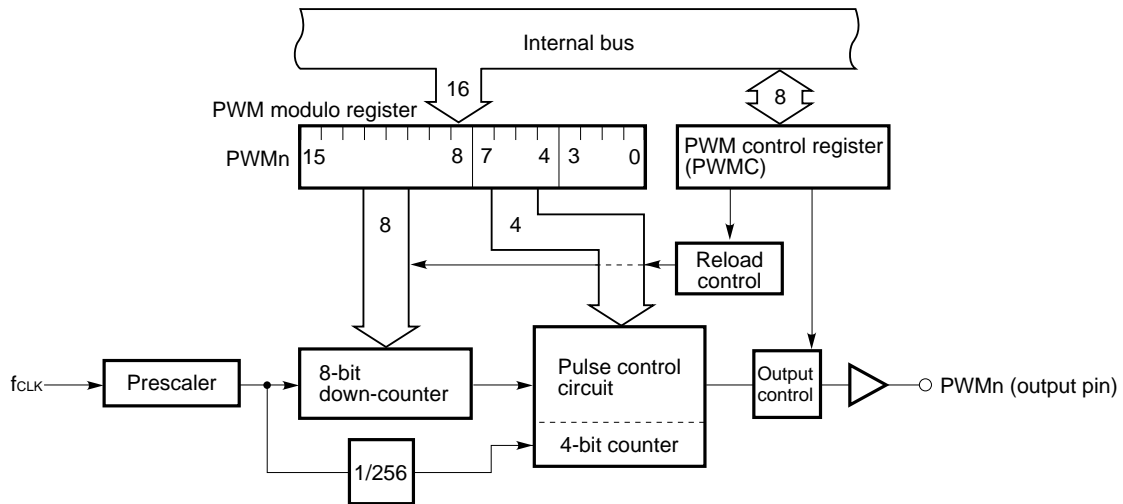 Internal bus
16
8
PWM modulo register
PWMn
15 8 7 4 3 0
PWM control register
(PWMC)
8
4
Reload
control
fCLK
Prescaler
8-bit
down-counter
Pulse control
circuit
Output
control
PWMn (output pin)
4-bit counter
1/256